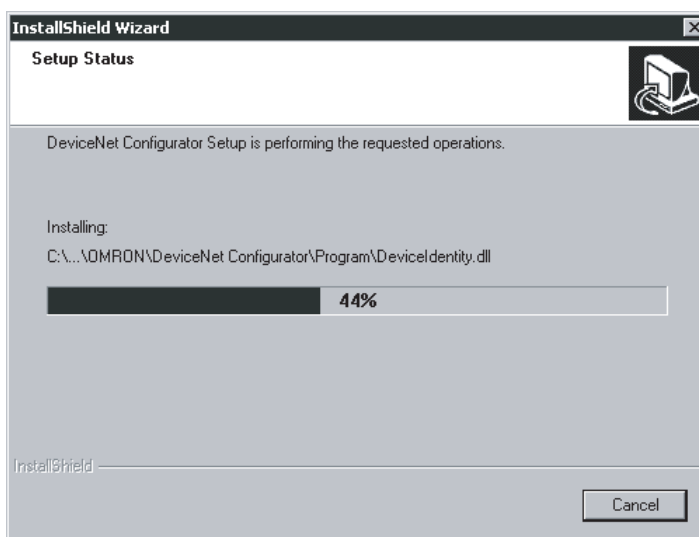 InstallShield Wizard
Setup Status
DeviceNet Configurator Setup is performing the requested operations.
Installing:
C:\...\OMRON\DeviceNet Configurator\Program\DeviceIdentity.dll
44%
InstallShield
Cancel